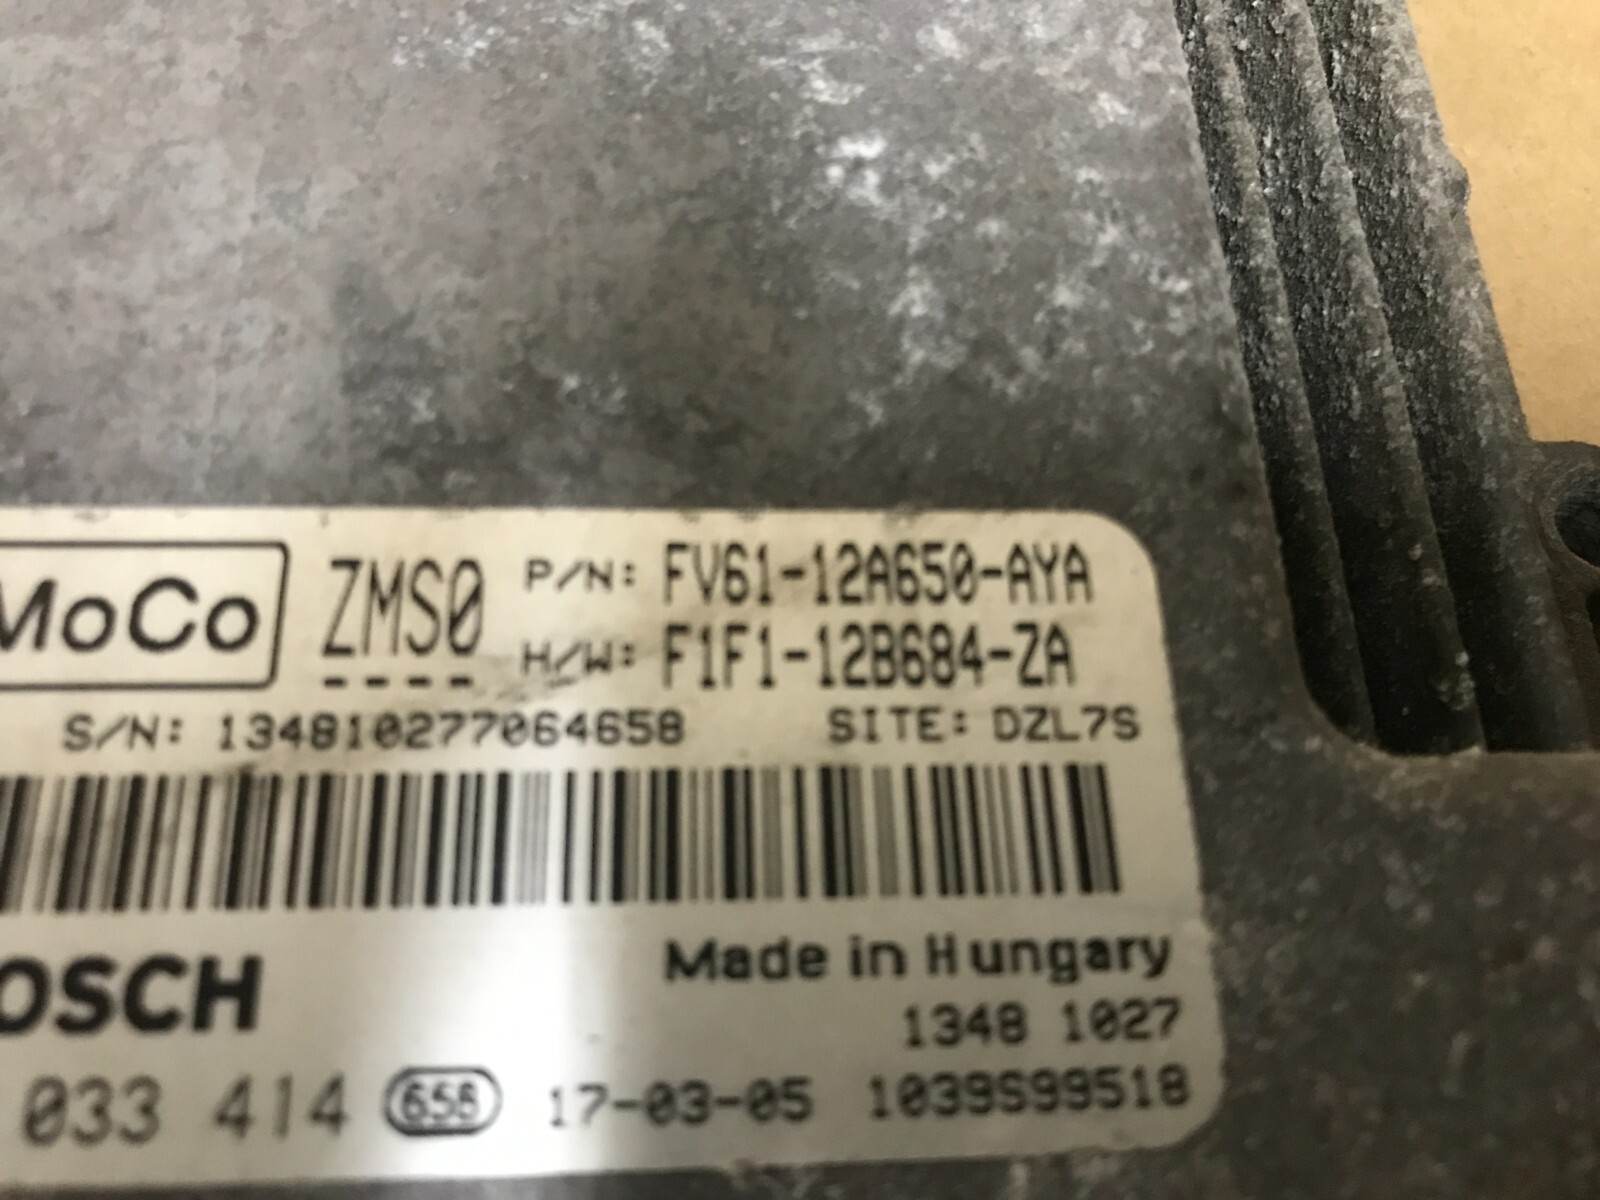 MoCo ZMS0 P/N: FV61-12A650-AYA
H/W: F1F1-12B684-ZA
S/N: 134810277064658 SITE: DZL7S
OSCH Made in Hungary
1348 1027
033 414 658 17-03-05 1039S99518